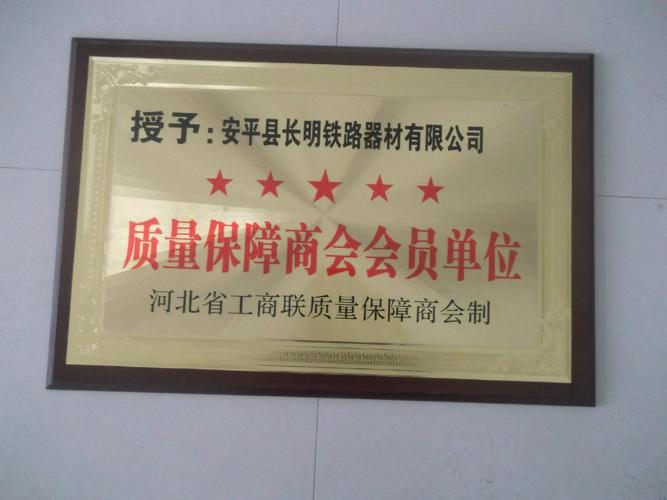 授予：安平县长明铁路器材有限公司
质量保障商会会员单位
河北省工商联质量保障商会制